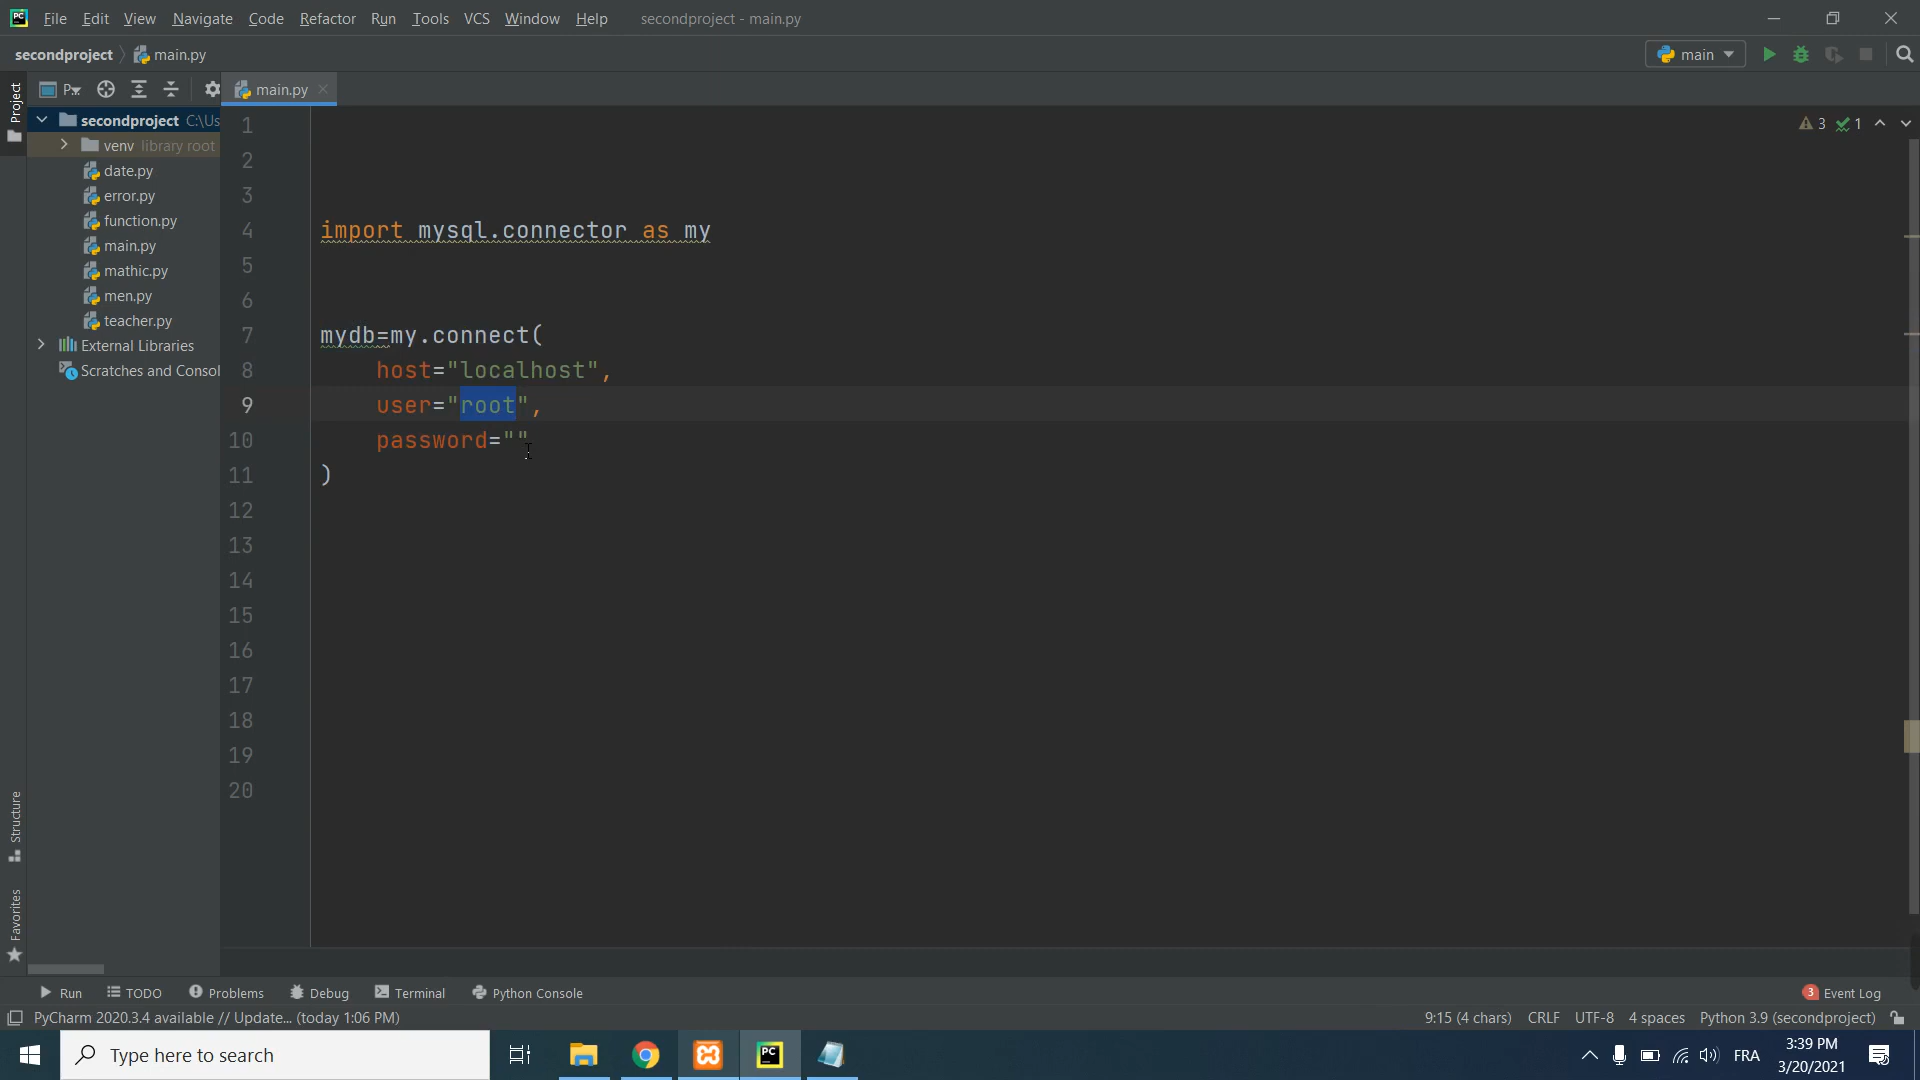 File Edit View Navigate Code Refactor Run Tools VCS Window Help secondproject - main.py
secondproject main.py main
Project P... main.py
secondproject C:\Us
venv library root
date.py
error.py
function.py
main.py
mathic.py
men.py
teacher.py
External Libraries
Scratches and Consol
3 1
1
2
3
4 import mysql.connector as my
5
6
7 mydb=my.connect(
8 host="localhost",
9 user="root",
10 password=""
11 )
12
13
14
15
16
17
18
19
20
Structure
Favorites
Run TODO Problems Debug Terminal Python Console 3 Event Log
PyCharm 2020.3.4 available // Update... (today 1:06 PM) 9:15 (4 chars) CRLF UTF-8 4 spaces Python 3.9 (secondproject)
Type here to search PC FRA 3:39 PM
3/20/2021